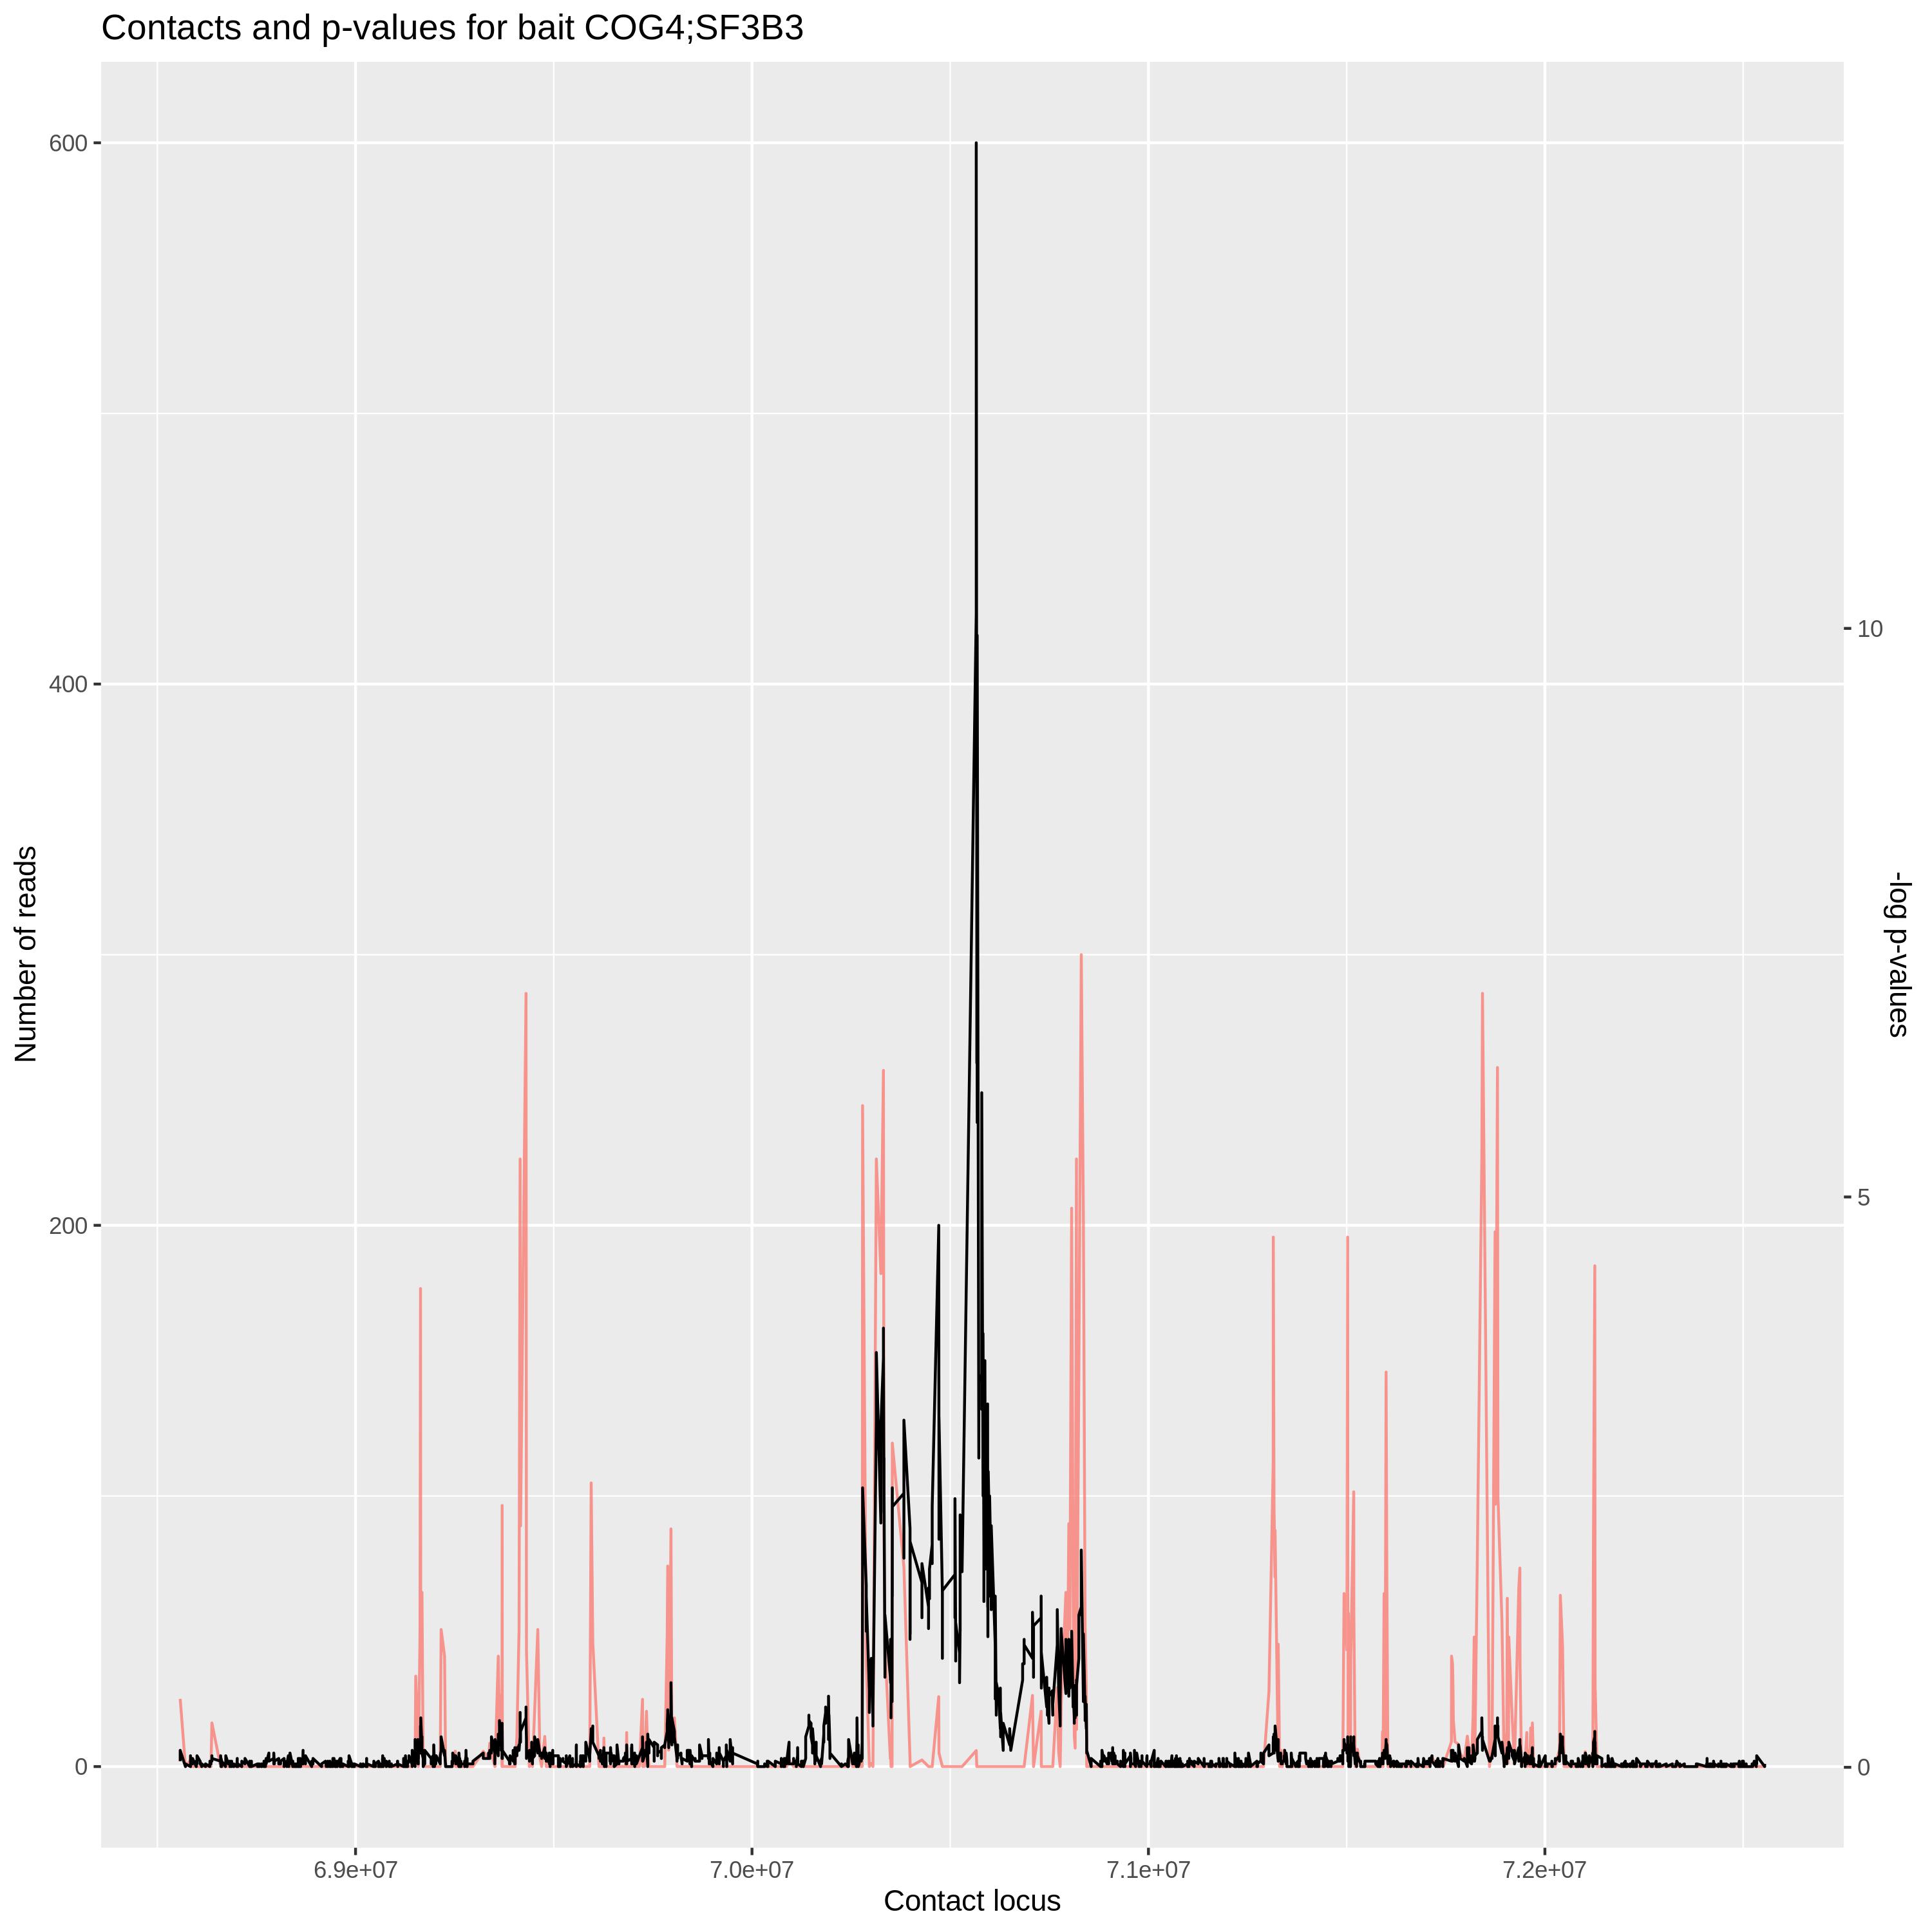 Contacts and p-values for bait COG4;SF3B3
600
400
200
0
Number of reads
10
5
0
-log p-values
6.9e+07
7.0e+07
7.1e+07
7.2e+07
Contact locus